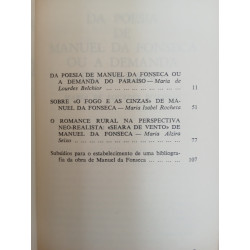 DA POESIA DE MANUEL DA FONSECA OU
A DEMANDA DO PARAÍSO — Maria de
Lourdes Belchior — — — — — — — 11
SOBRE «O FOGO E AS CINZAS» DE MA-
NUEL DA FONSECA — Maria Isabel Rocheta 51
O ROMANCE RURAL NA PERSPECTIVA
NEO-REALISTA: «SEARA DE VENTO» DE
MANUEL DA FONSECA — Maria Alzira
Seixo — — — — — — — — — — — 77
Subsídios para o estabelecimento de uma bibliogra-
fia da obra de Manuel da Fonseca — — — — 107